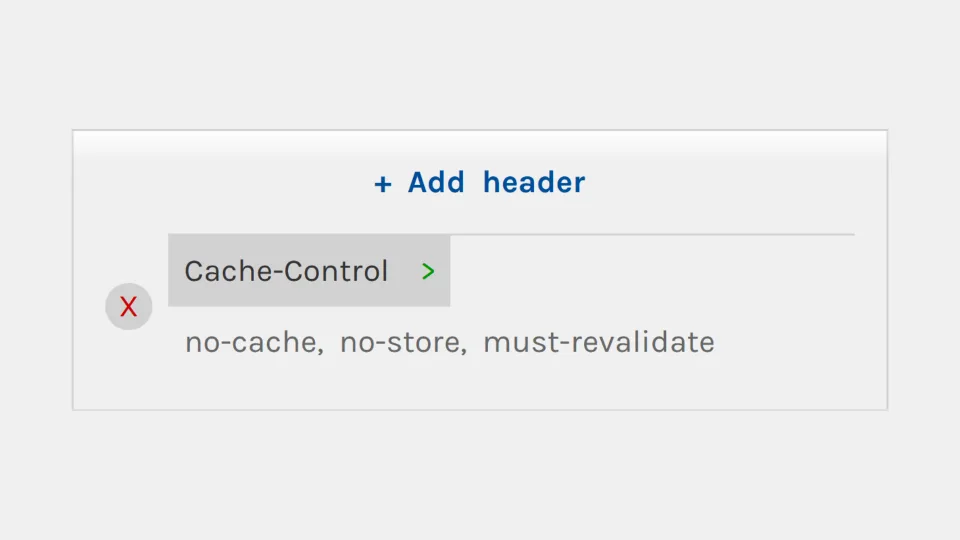 + Add header
Cache-Control >
X
no-cache, no-store, must-revalidate